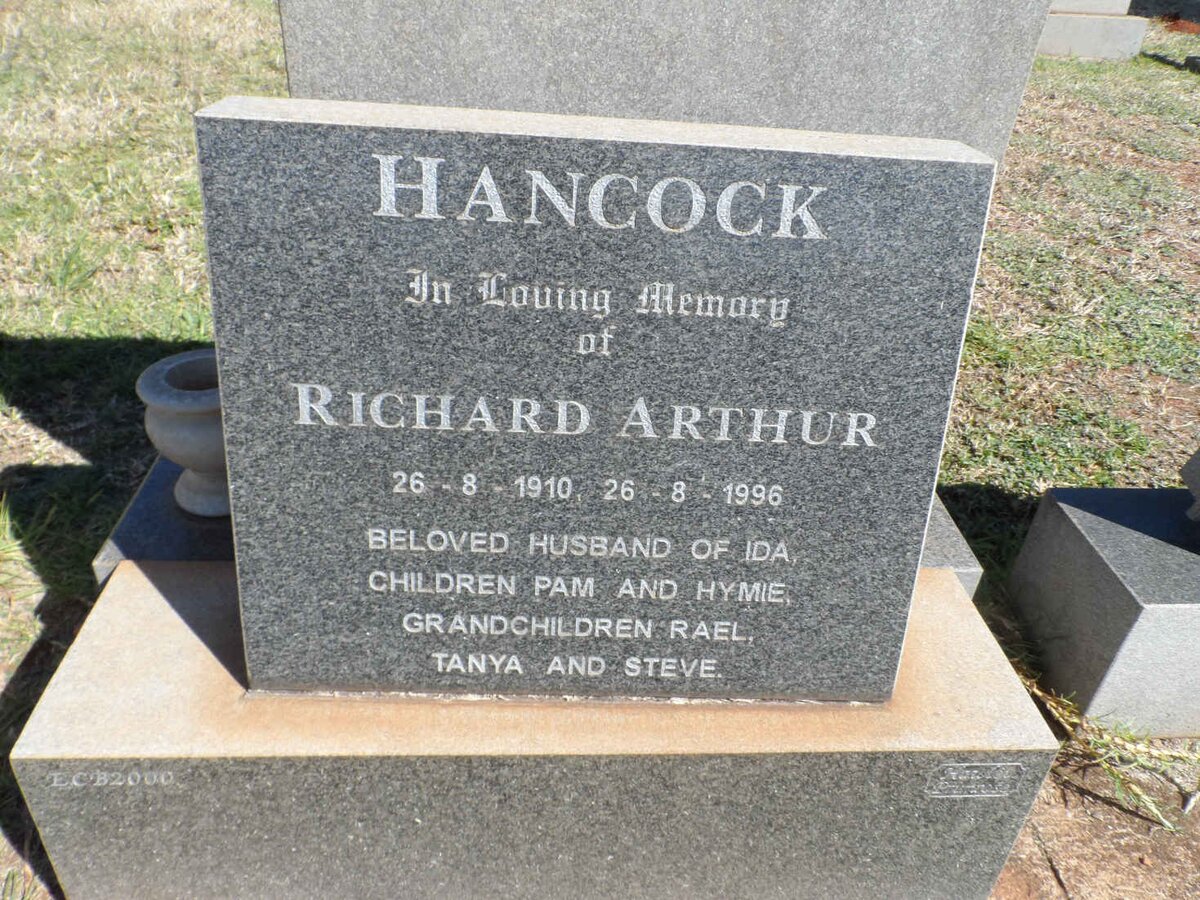 HANCOCK
In Loving Memory
of
RICHARD ARTHUR
26 - 8 - 1910. 26 - 8 - 1996
BELOVED HUSBAND OF IDA,
CHILDREN PAM AND HYMIE,
GRANDCHILDREN RAEL,
TANYA AND STEVE.
ECB2000